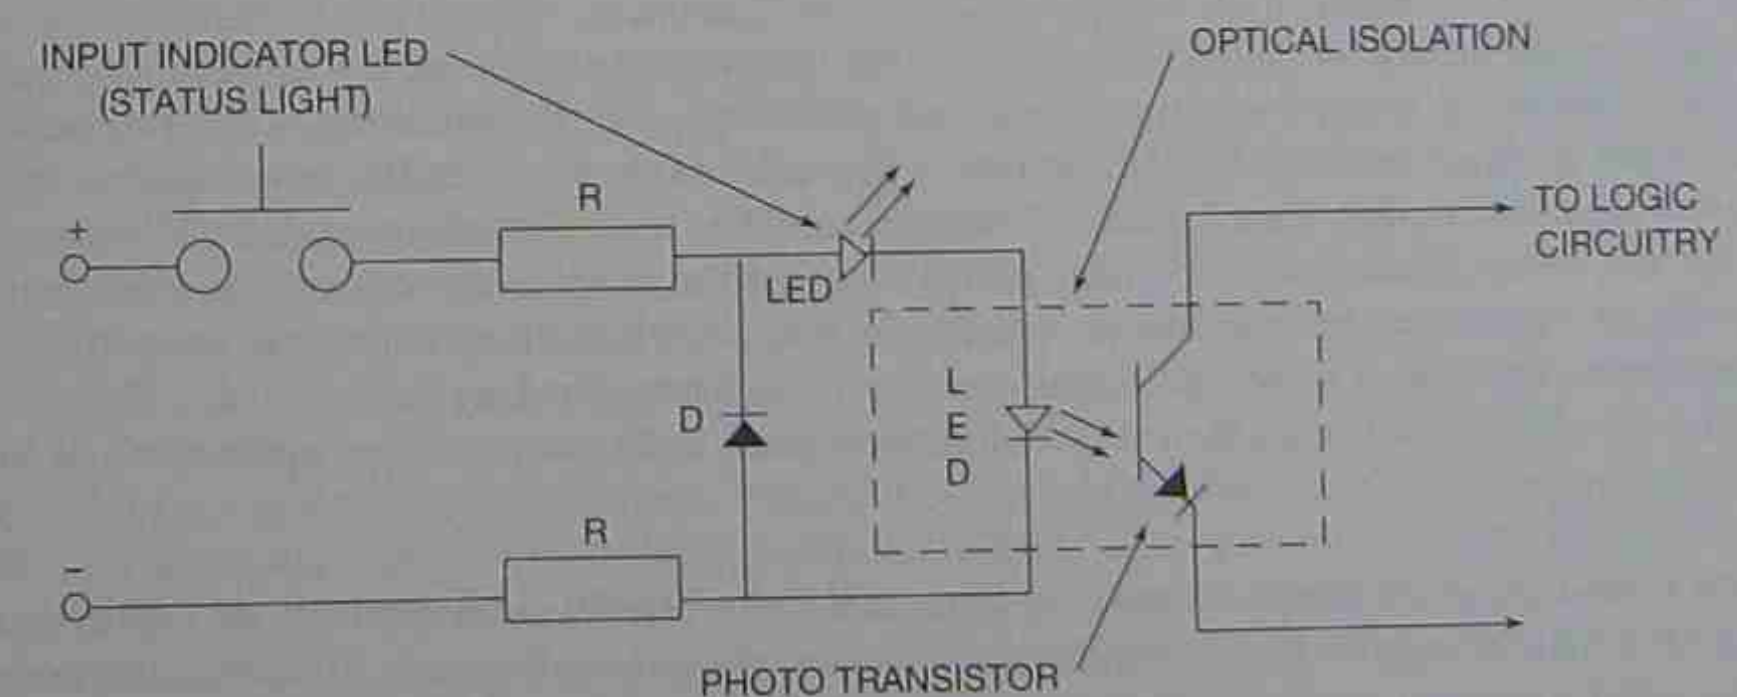 INPUT INDICATOR LED
(STATUS LIGHT)
OPTICAL ISOLATION
R
+
TO LOGIC
CIRCUITRY
LED
D
L
E
D
R
-
PHOTO TRANSISTOR